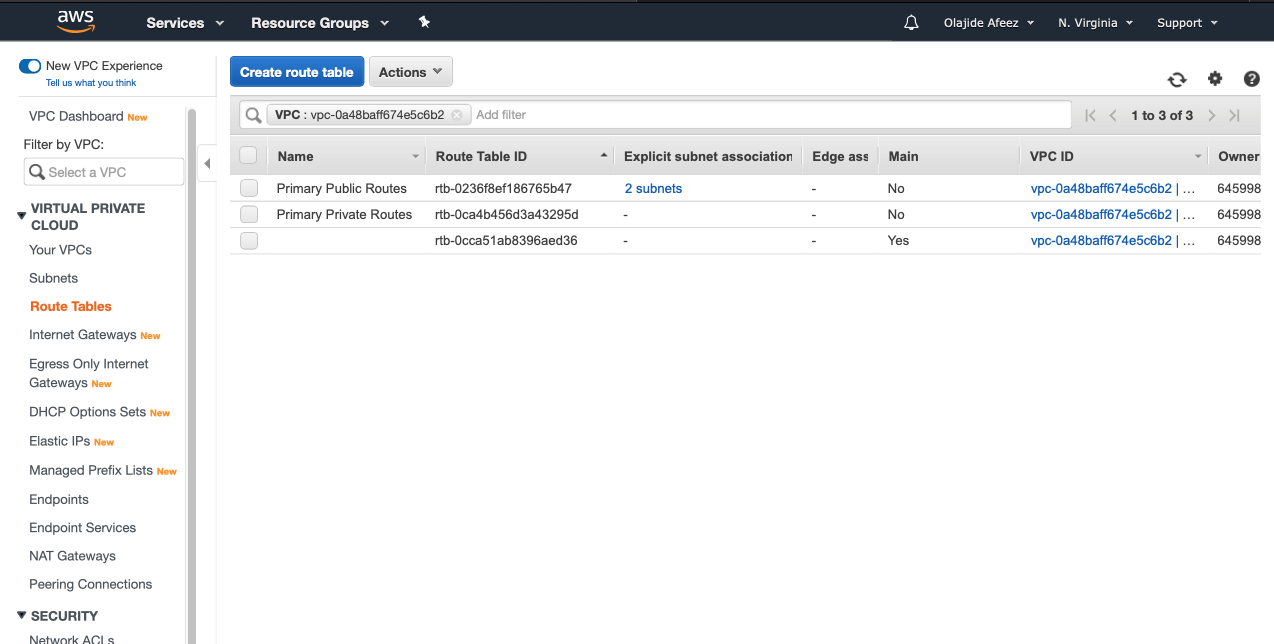 aws Services Resource Groups Olajide Afeez N. Virginia Support
New VPC Experience
Tell us what you think
VPC Dashboard New
Filter by VPC:
Select a VPC
VIRTUAL PRIVATE
CLOUD
Your VPCs
Subnets
Route Tables
Internet Gateways New
Egress Only Internet
Gateways New
DHCP Options Sets New
Elastic IPs New
Managed Prefix Lists New
Endpoints
Endpoint Services
NAT Gateways
Peering Connections
SECURITY
Network ACLs
Create route table Actions
VPC : vpc-0a48baff674e5c6b2 Add filter 1 to 3 of 3
Name Route Table ID Explicit subnet association Edge ass Main VPC ID Owner
Primary Public Routes rtb-0236f8ef186765b47 2 subnets - No vpc-0a48baff674e5c6b2 | ... 645998
Primary Private Routes rtb-0ca4b456d3a43295d - - No vpc-0a48baff674e5c6b2 | ... 645998
rtb-0cca51ab8396aed36 - - Yes vpc-0a48baff674e5c6b2 | ... 645998